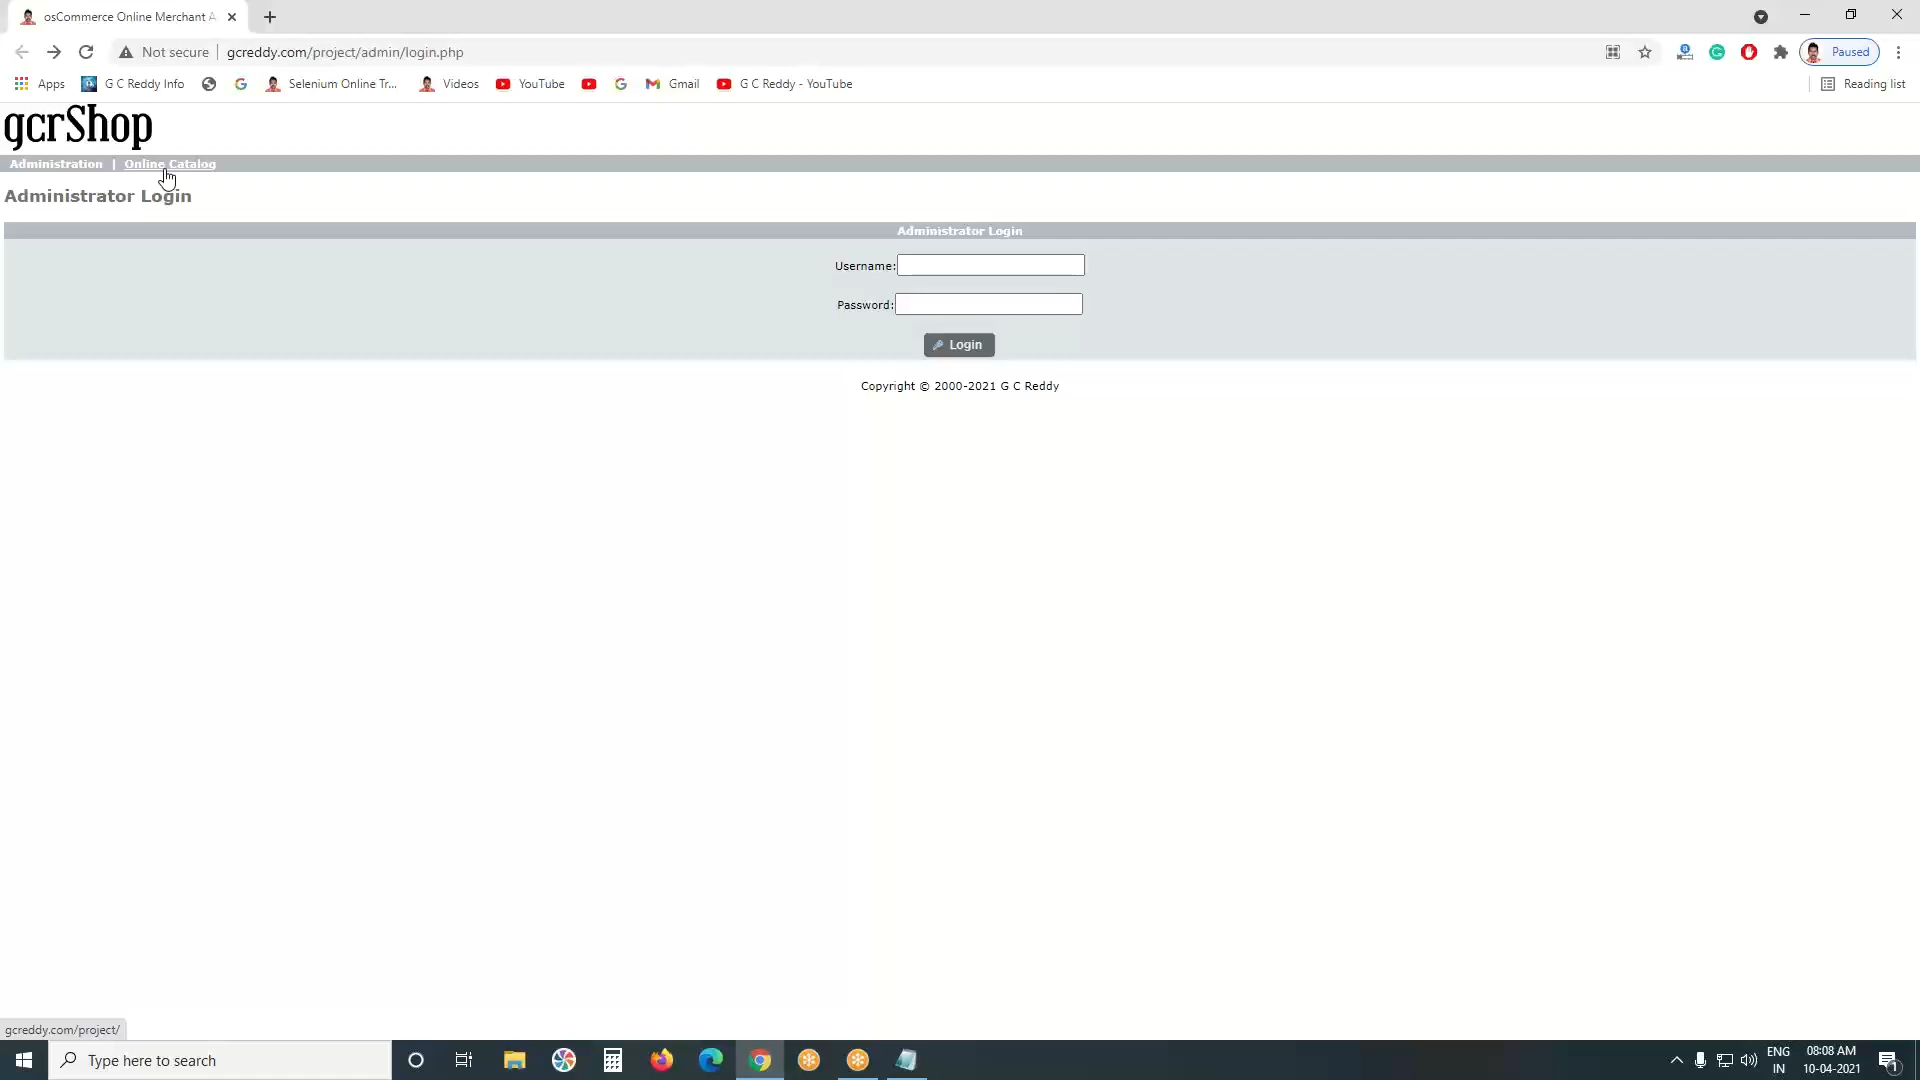 osCommerce Online Merchant A
Not secure
gcreddy.com/project/admin/login.php
Paused
Apps
G C Reddy Info
Selenium Online Tr...
Videos
YouTube
Gmail
G C Reddy - YouTube
Reading list
gcrShop
Administration | Online Catalog
Administrator Login
Administrator Login
Username:
Password:
Login
Copyright © 2000-2021 G C Reddy
gcreddy.com/project/
Type here to search
ENG
IN
08:08 AM
10-04-2021
1